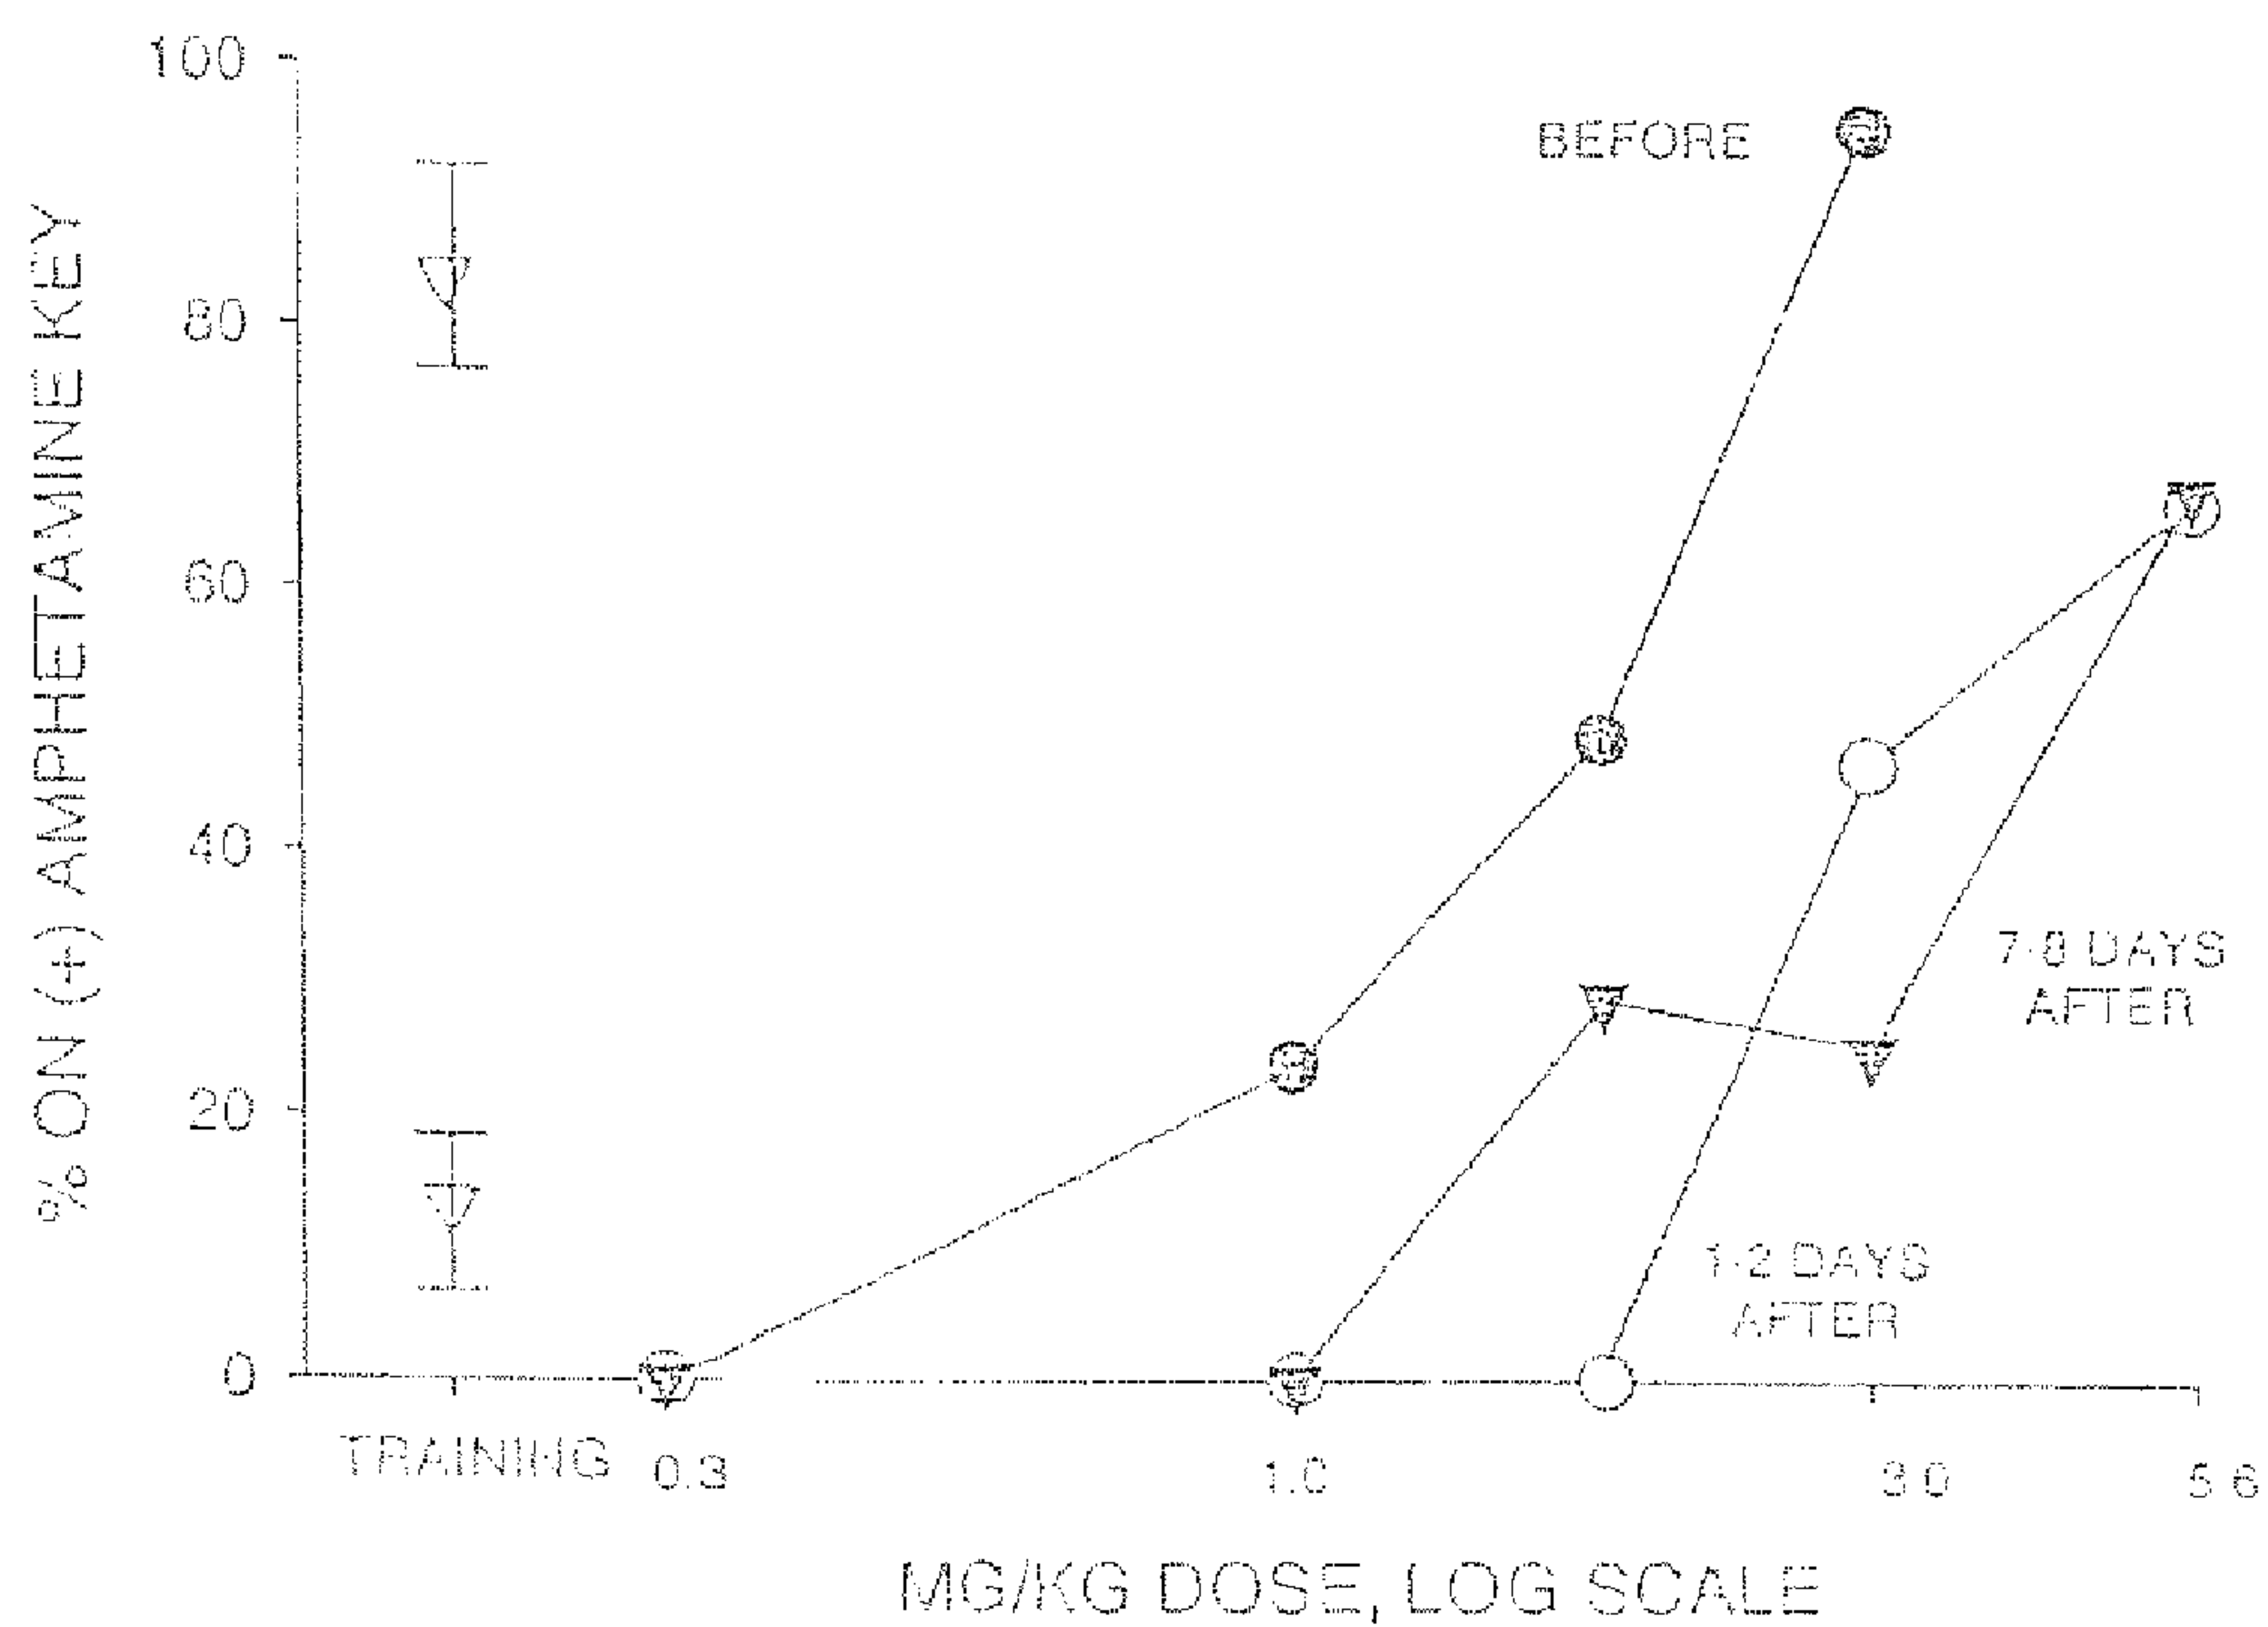 % ON (+) AMPHETAMINE KEY
100
80
60
40
20
0
BEFORE
7-8 DAYS
AFTER
1-2 DAYS
AFTER
TRAINING
0.3
1.0
3.0
5.6
MG/KG DOSE, LOG SCALE